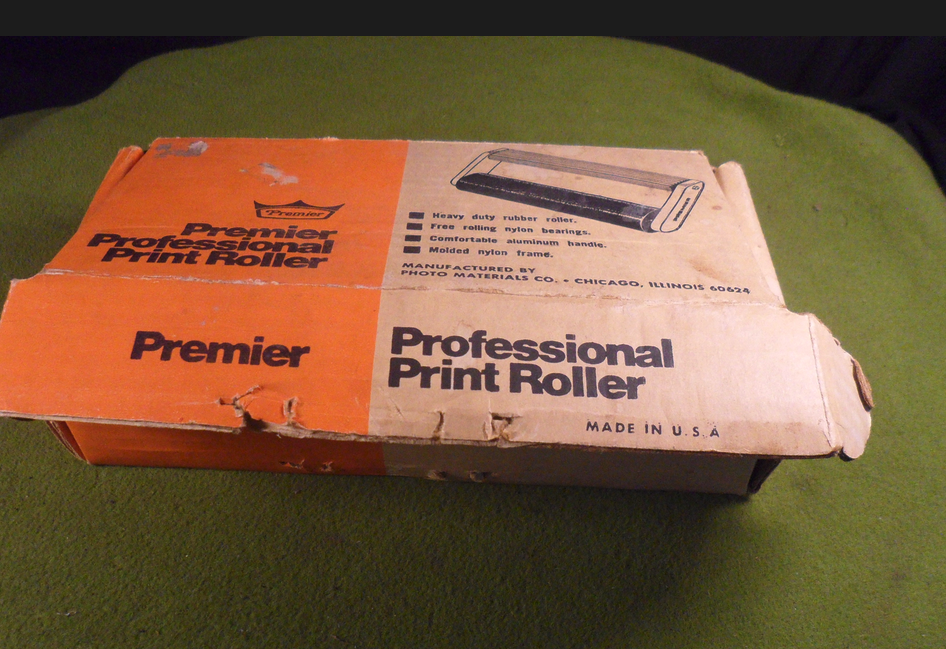 Premier
Premier
Professional
Print Roller
Heavy duty rubber roller.
Free rolling nylon bearings.
Comfortable aluminum handle.
Molded nylon frame.
MANUFACTURED BY
PHOTO MATERIALS CO. • CHICAGO, ILLINOIS 60624
Premier
Professional
Print Roller
MADE IN U.S.A